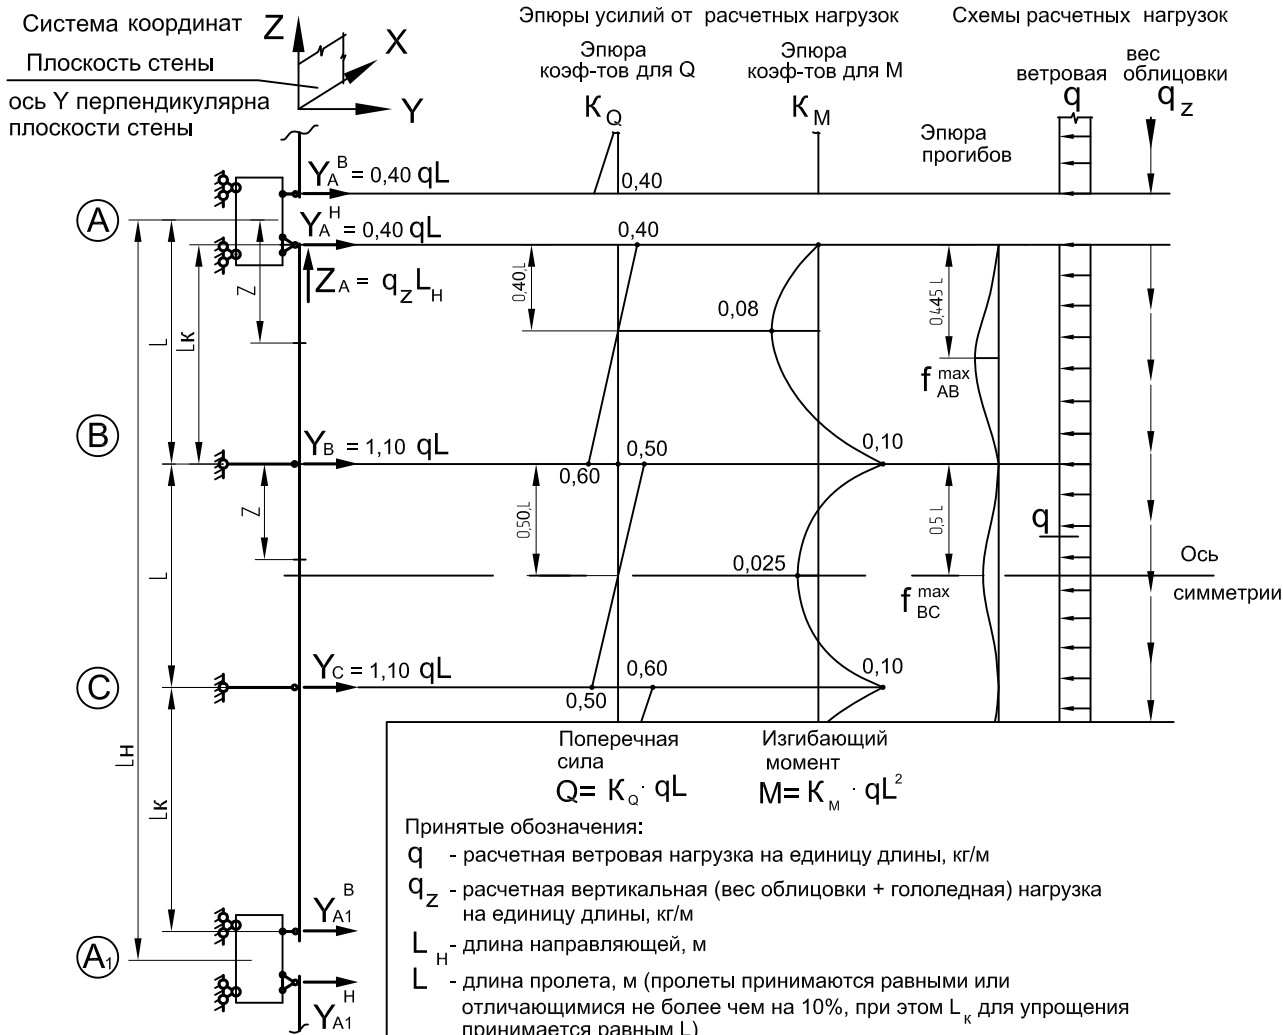 Система координат
Плоскость стены
ось Y перпендикулярна
плоскости стены
Z
X
Y
Эпюры усилий от расчетных нагрузок
Эпюра
коэф-тов для Q
K_Q
Эпюра
коэф-тов для M
K_M
Схемы расчетных нагрузок
ветровая
q
вес
облицовки
q_z
Эпюра
прогибов
A
Y_A^B = 0,40 qL
0,40
Y_A^H = 0,40 qL
0,40
Z_A = q_z L_H
Z
L
Lк
0,40L
0,08
0,445 L
f_AB^max
B
Y_B = 1,10 qL
0,60
0,50
0,10
Z
L
0,50L
0,025
0,5 L
f_BC^max
q
Ось
симметрии
C
Y_C = 1,10 qL
0,50
0,60
0,10
Lн
Lк
Y_A1^B
A₁
Y_A1^H
Поперечная
сила
Q= K_Q · qL
Изгибающий
момент
M= K_M · qL²
Принятые обозначения:
q - расчетная ветровая нагрузка на единицу длины, кг/м
q_z - расчетная вертикальная (вес облицовки + гололедная) нагрузка
на единицу длины, кг/м
L_H - длина направляющей, м
L - длина пролета, м (пролеты принимаются равными или
отличающимися не более чем на 10%, при этом L_к для упрощения
принимается равным L)